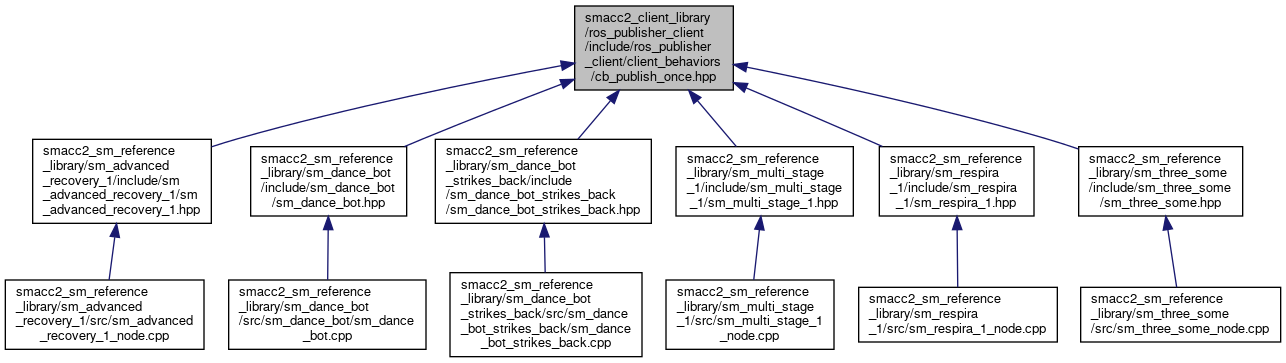 smacc2_client_library
/ros_publisher_client
/include/ros_publisher
_client/client_behaviors
/cb_publish_once.hpp
smacc2_sm_reference
_library/sm_advanced
_recovery_1/include/sm
_advanced_recovery_1/sm
_advanced_recovery_1.hpp
smacc2_sm_reference
_library/sm_dance_bot
/include/sm_dance_bot
/sm_dance_bot.hpp
smacc2_sm_reference
_library/sm_dance_bot
_strikes_back/include
/sm_dance_bot_strikes_back
/sm_dance_bot_strikes_back.hpp
smacc2_sm_reference
_library/sm_multi_stage
_1/include/sm_multi_stage
_1/sm_multi_stage_1.hpp
smacc2_sm_reference
_library/sm_respira
_1/include/sm_respira
_1/sm_respira_1.hpp
smacc2_sm_reference
_library/sm_three_some
/include/sm_three_some
/sm_three_some.hpp
smacc2_sm_reference
_library/sm_advanced
_recovery_1/src/sm_advanced
_recovery_1_node.cpp
smacc2_sm_reference
_library/sm_dance_bot
/src/sm_dance_bot/sm_dance
_bot.cpp
smacc2_sm_reference
_library/sm_dance_bot
_strikes_back/src/sm_dance
_bot_strikes_back/sm_dance
_bot_strikes_back.cpp
smacc2_sm_reference
_library/sm_multi_stage
_1/src/sm_multi_stage_1
_node.cpp
smacc2_sm_reference
_library/sm_respira
_1/src/sm_respira_1_node.cpp
smacc2_sm_reference
_library/sm_three_some
/src/sm_three_some_node.cpp